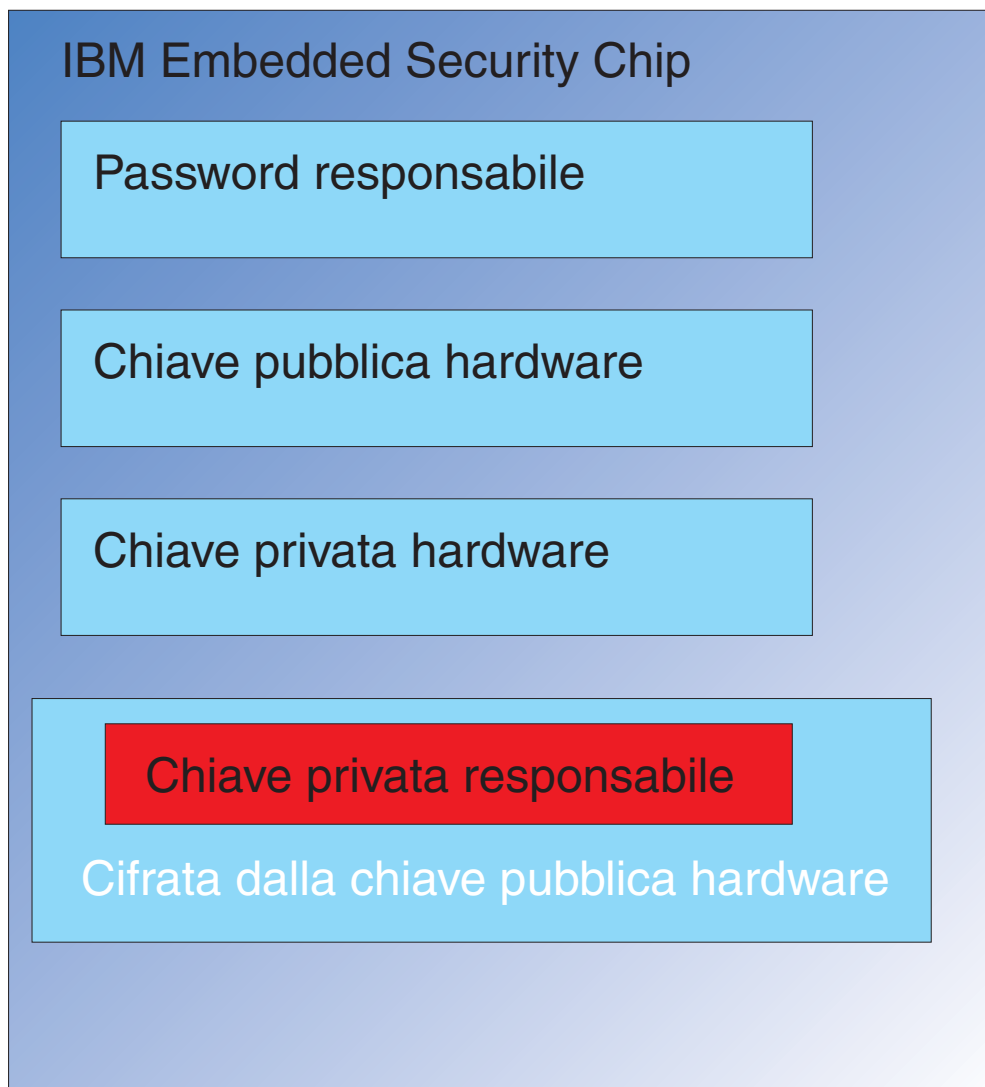 IBM Embedded Security Chip
Password responsabile
Chiave pubblica hardware
Chiave privata hardware
Chiave privata responsabile
Cifrata dalla chiave pubblica hardware